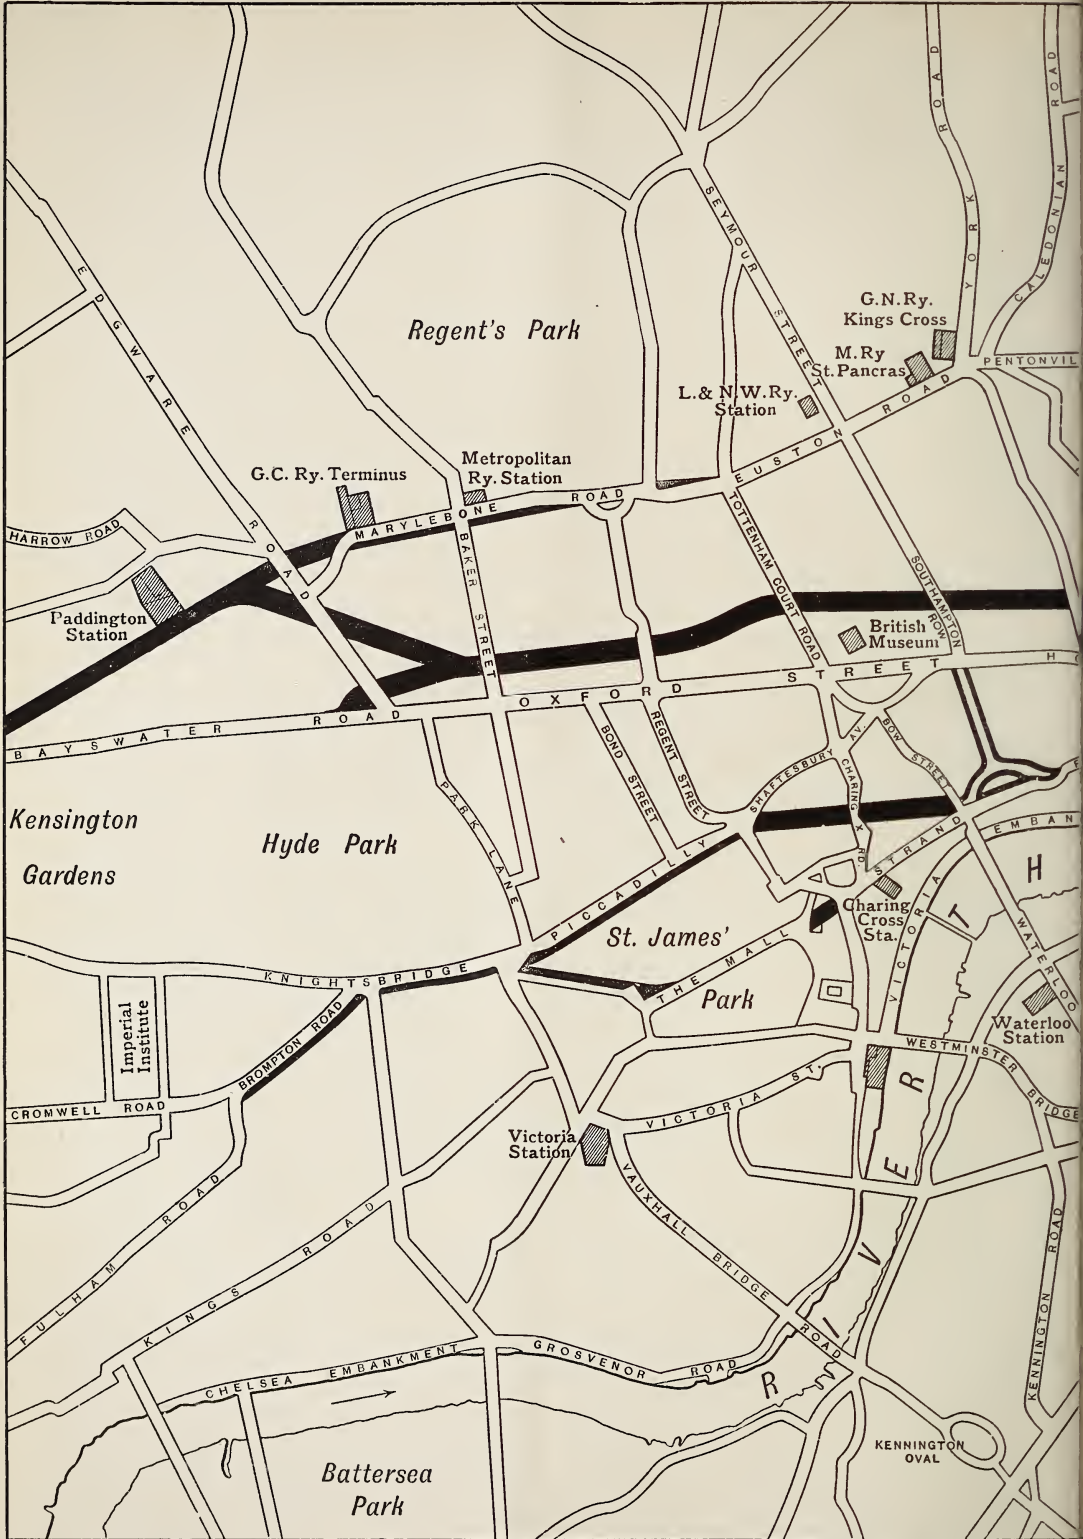 YORK ROAD
CALEDONIAN ROAD
SEYMOUR STREET
EDGWARE ROAD
G.N.Ry.
Kings Cross
Regent's Park
M.Ry
St. Pancras
PENTONVIL
L.& N.W.Ry.
Station
EUSTON ROAD
Metropolitan
Ry. Station
G.C. Ry. Terminus
MARYLEBONE ROAD
HARROW ROAD
BAKER STREET
TOTTENHAM COURT ROAD
SOUTHAMPTON
ROW
Paddington
Station
British
Museum
OXFORD STREET
H
BAYSWATER ROAD
BOND STREET
REGENT STREET
SHAFTESBURY AV.
BOW STREET
CHARING X RD.
PARK LANE
Kensington
Gardens
Hyde Park
STRAND
EMBAN
PICCADILLY
Charing
Cross
Sta.
VICTORIA
WATERLOO
St. James'
Park
THE MALL
KNIGHTSBRIDGE
Imperial
Institute
BROMPTON ROAD
Waterloo
Station
WESTMINSTER BRIDGE
CROMWELL ROAD
VICTORIA ST.
Victoria
Station
VAUXHALL BRIDGE ROAD
RIVER TH
FULHAM ROAD
KINGS ROAD
KENNINGTON ROAD
CHELSEA EMBANKMENT
GROSVENOR ROAD
KENNINGTON
OVAL
Battersea
Park